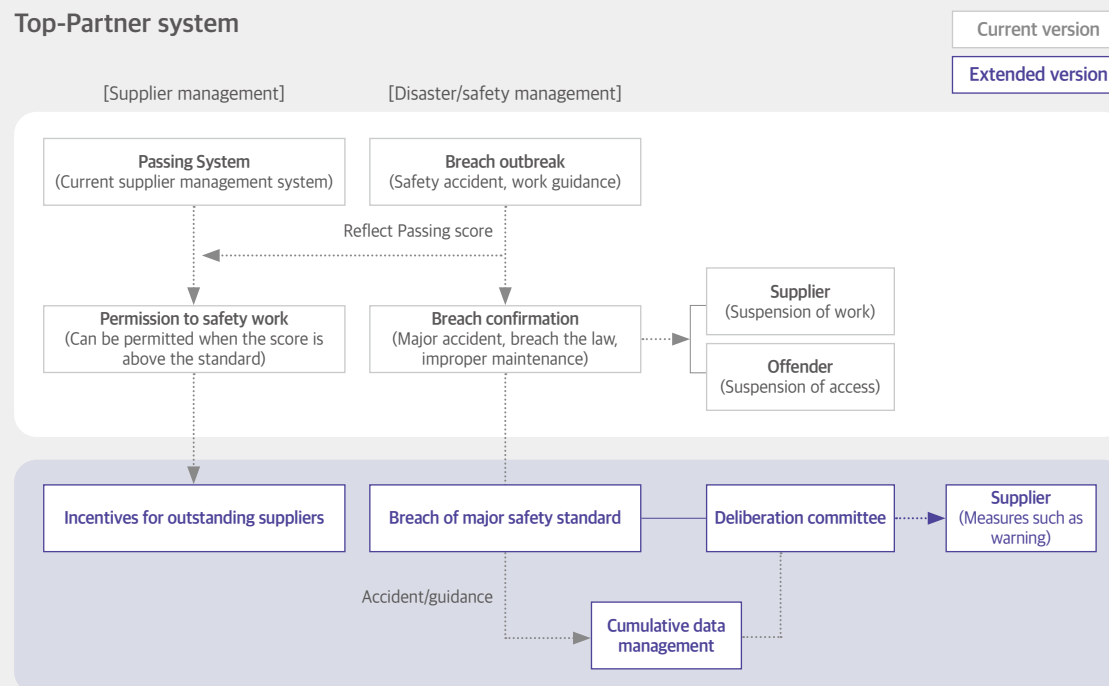 Top-Partner system
Current version
Extended version
[Supplier management]
[Disaster/safety management]
Passing System
(Current supplier management system)
Breach outbreak
(Safety accident, work guidance)
Reflect Passing score
Permission to safety work
(Can be permitted when the score is
above the standard)
Breach confirmation
(Major accident, breach the law,
improper maintenance)
Supplier
(Suspension of work)
Offender
(Suspension of access)
Incentives for outstanding suppliers
Breach of major safety standard
Deliberation committee
Supplier
(Measures such as
warning)
Accident/guidance
Cumulative data
management